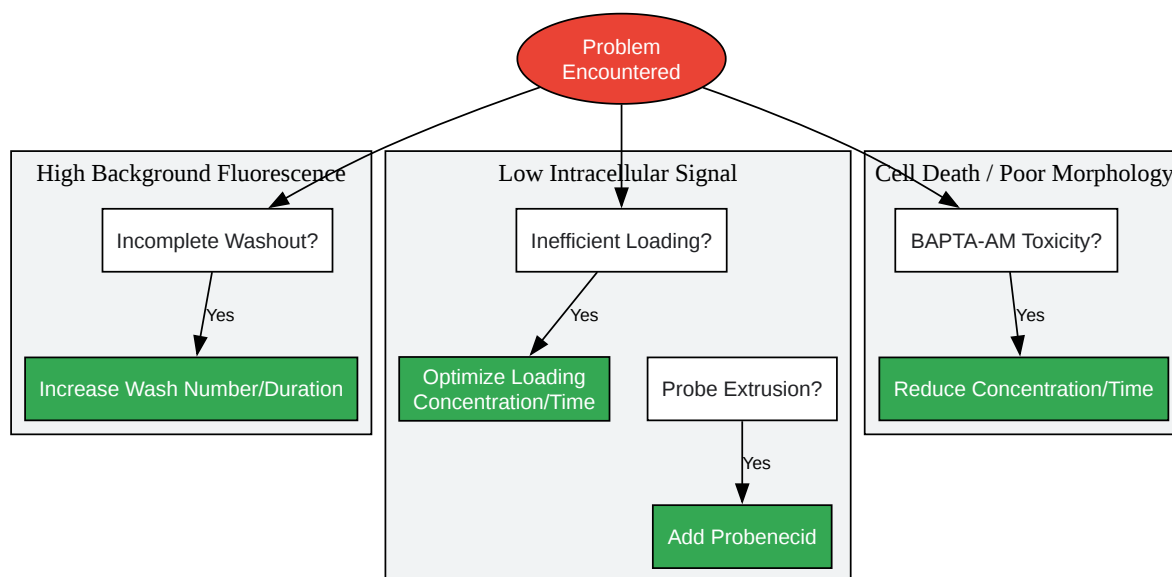 Problem
Encountered
High Background Fluorescence
Low Intracellular Signal
Cell Death / Poor Morphology
Incomplete Washout?
Inefficient Loading?
BAPTA-AM Toxicity?
Yes
Yes
Yes
Increase Wash Number/Duration
Optimize Loading
Concentration/Time
Probe Extrusion?
Reduce Concentration/Time
Yes
Add Probenecid